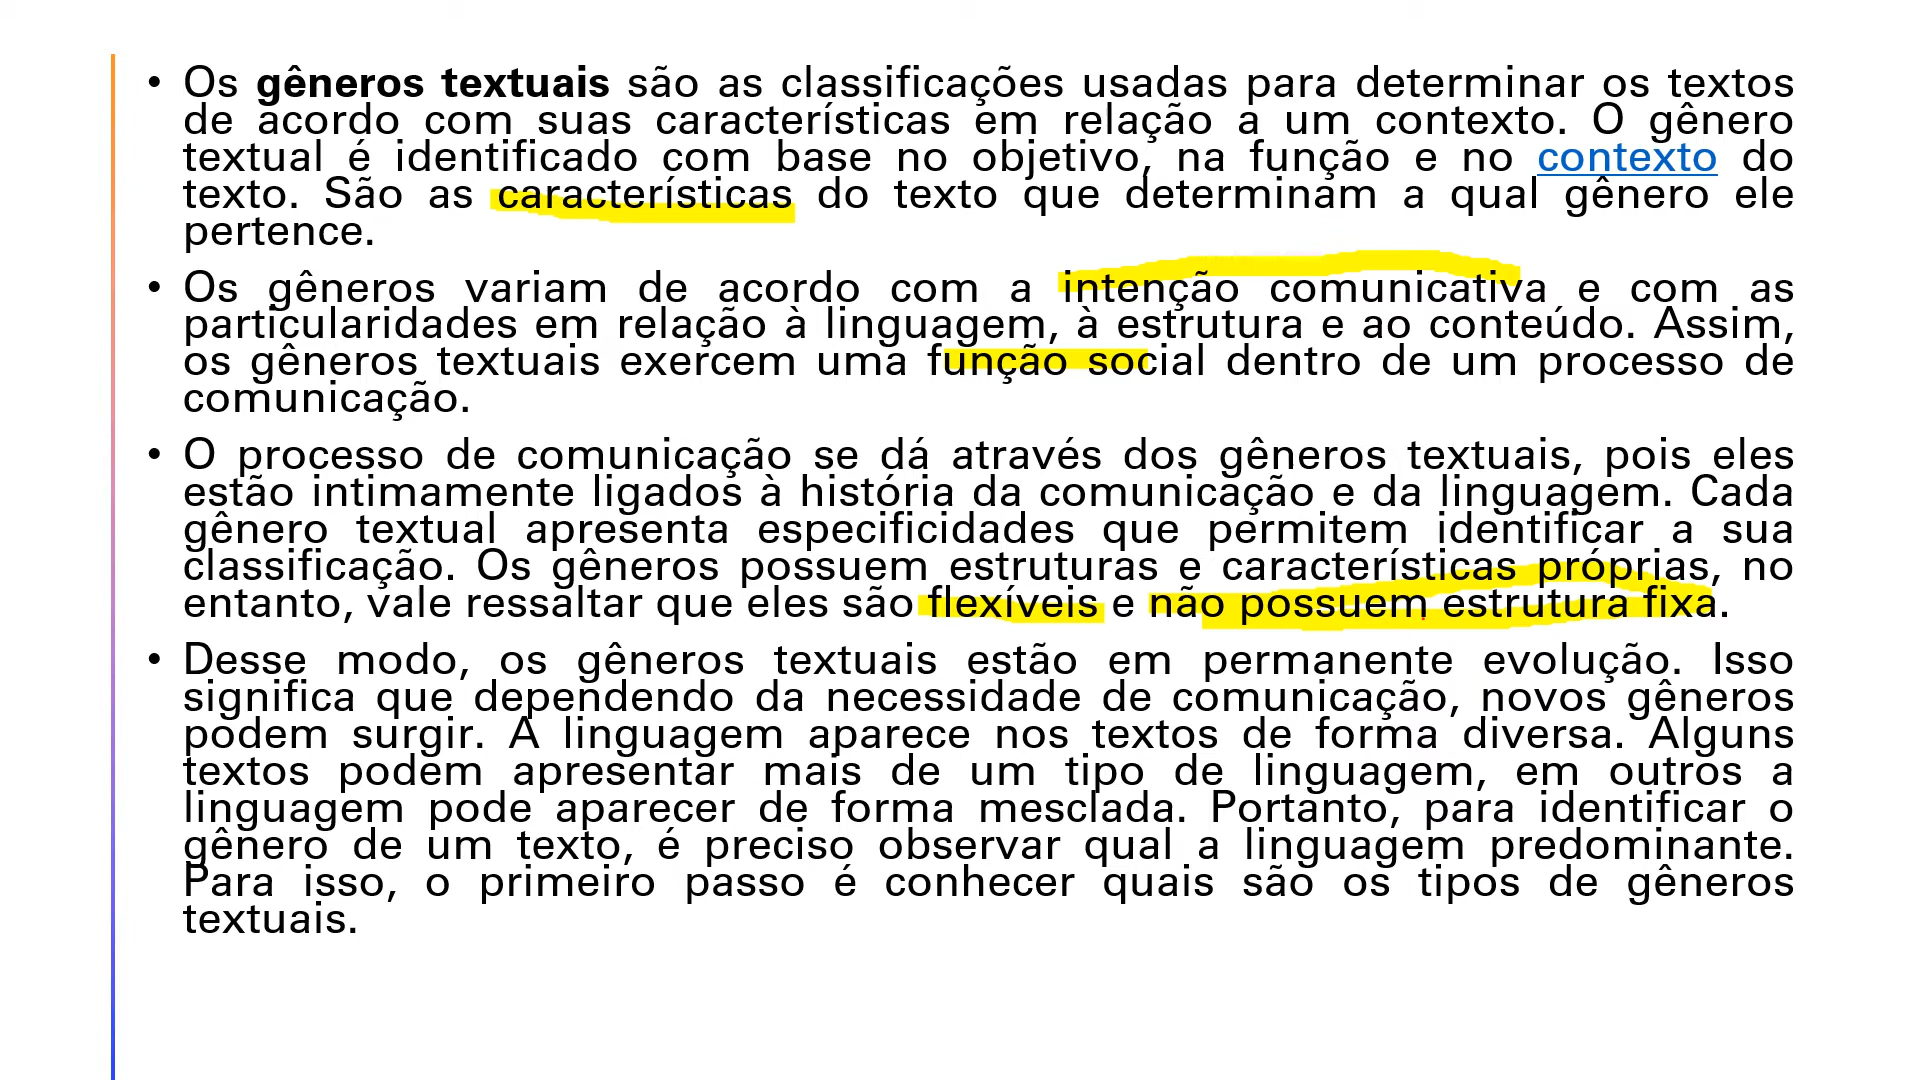 • Os gêneros textuais são as classificações usadas para determinar os textos
de acordo com suas características em relação a um contexto. O gênero
textual é identificado com base no objetivo, na função e no contexto do
texto. São as características do texto que determinam a qual gênero ele
pertence.
• Os gêneros variam de acordo com a intenção comunicativa e com as
particularidades em relação à linguagem, à estrutura e ao conteúdo. Assim,
os gêneros textuais exercem uma função social dentro de um processo de
comunicação.
• O processo de comunicação se dá através dos gêneros textuais, pois eles
estão intimamente ligados à história da comunicação e da linguagem. Cada
gênero textual apresenta especificidades que permitem identificar a sua
classificação. Os gêneros possuem estruturas e características próprias, no
entanto, vale ressaltar que eles são flexíveis e não possuem estrutura fixa.
• Desse modo, os gêneros textuais estão em permanente evolução. Isso
significa que dependendo da necessidade de comunicação, novos gêneros
podem surgir. A linguagem aparece nos textos de forma diversa. Alguns
textos podem apresentar mais de um tipo de linguagem, em outros a
linguagem pode aparecer de forma mesclada. Portanto, para identificar o
gênero de um texto, é preciso observar qual a linguagem predominante.
Para isso, o primeiro passo é conhecer quais são os tipos de gêneros
textuais.